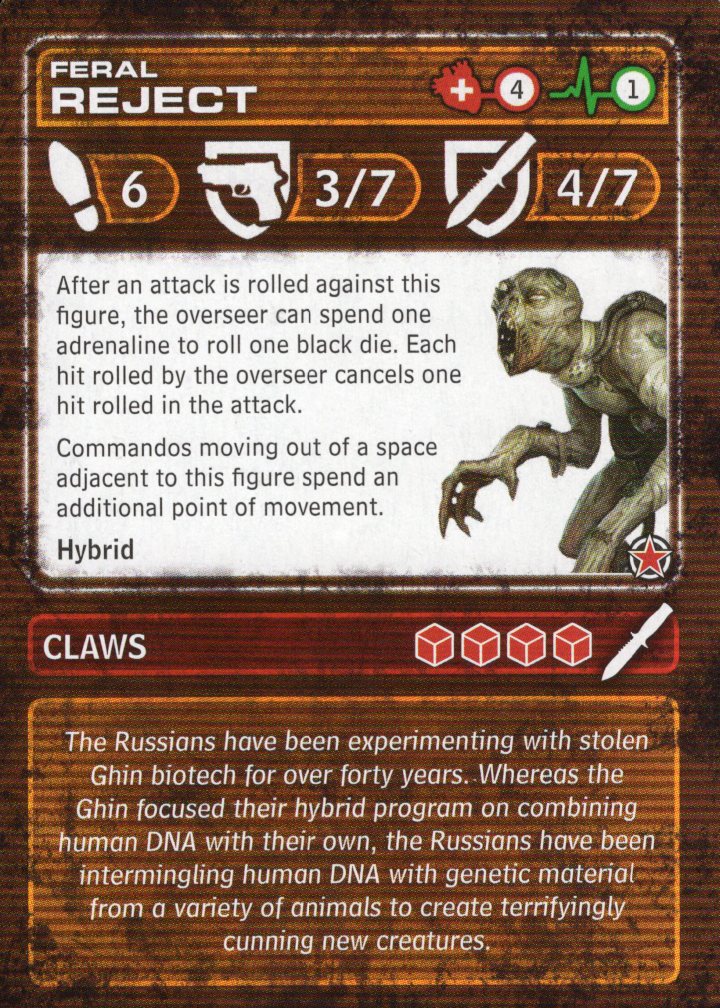 FERAL
REJECT
4
1
6
3/7
4/7
After an attack is rolled against this
figure, the overseer can spend one
adrenaline to roll one black die. Each
hit rolled by the overseer cancels one
hit rolled in the attack.
Commandos moving out of a space
adjacent to this figure spend an
additional point of movement.
Hybrid
CLAWS
The Russians have been experimenting with stolen
Ghin biotech for over forty years. Whereas the
Ghin focused their hybrid program on combining
human DNA with their own, the Russians have been
intermingling human DNA with genetic material
from a variety of animals to create terrifyingly
cunning new creatures.